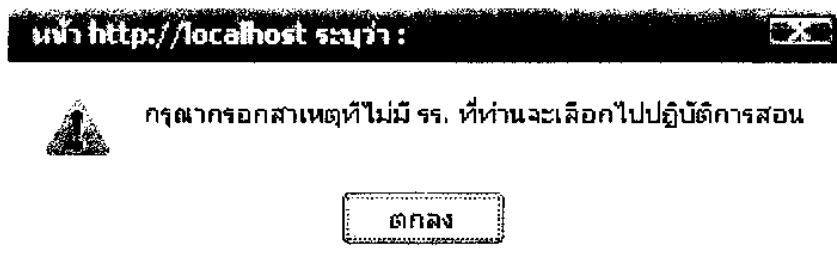 หน้า http://localhost ระบุว่า :
กรุณากรอกสาเหตุที่ไม่มี รร. ที่ท่านจะเลือกไปปฏิบัติการสอน
ตกลง